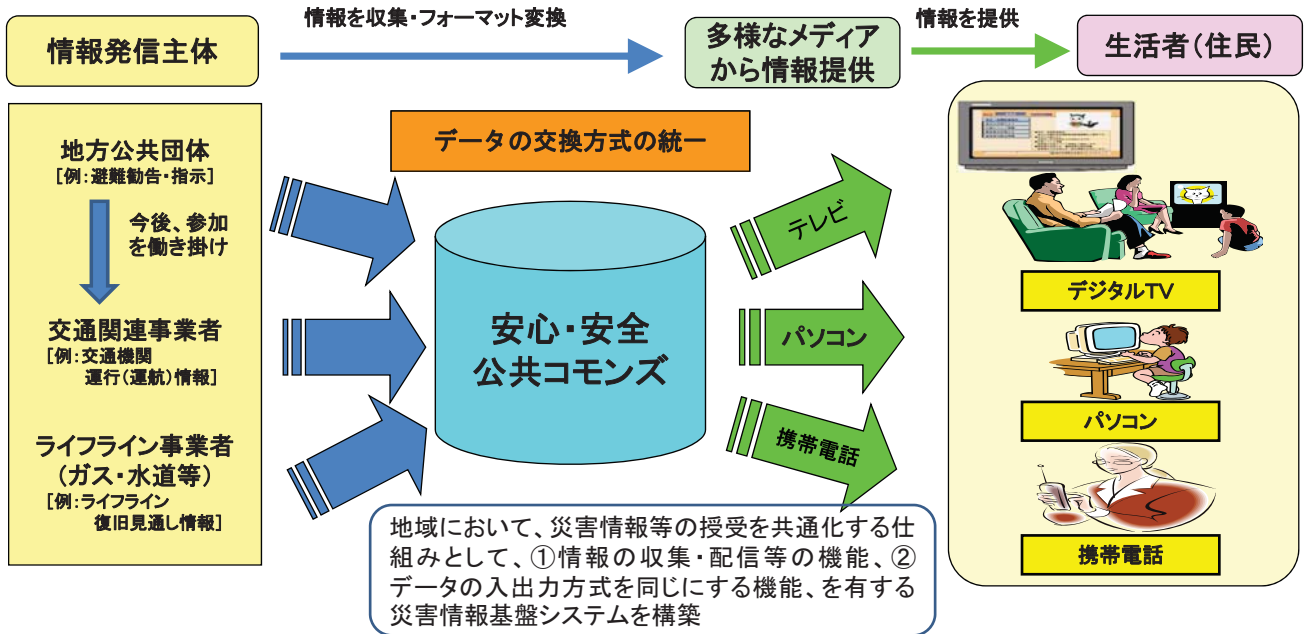 情報を収集・フォーマット変換
情報を提供
情報発信主体
多様なメディア
から情報提供
生活者(住民)
地方公共団体
[例:避難勧告・指示]
今後、参加
を働き掛け
交通関連事業者
[例:交通機関
運行(運航)情報]
ライフライン事業者
(ガス・水道等)
[例:ライフライン
復旧見通し情報]
データの交換方式の統一
安心・安全
公共コモンズ
テレビ
パソコン
携帯電話
デジタルTV
パソコン
携帯電話
地域において、災害情報等の授受を共通化する仕
組みとして、①情報の収集・配信等の機能、②
データの入出力方式を同じにする機能、を有する
災害情報基盤システムを構築